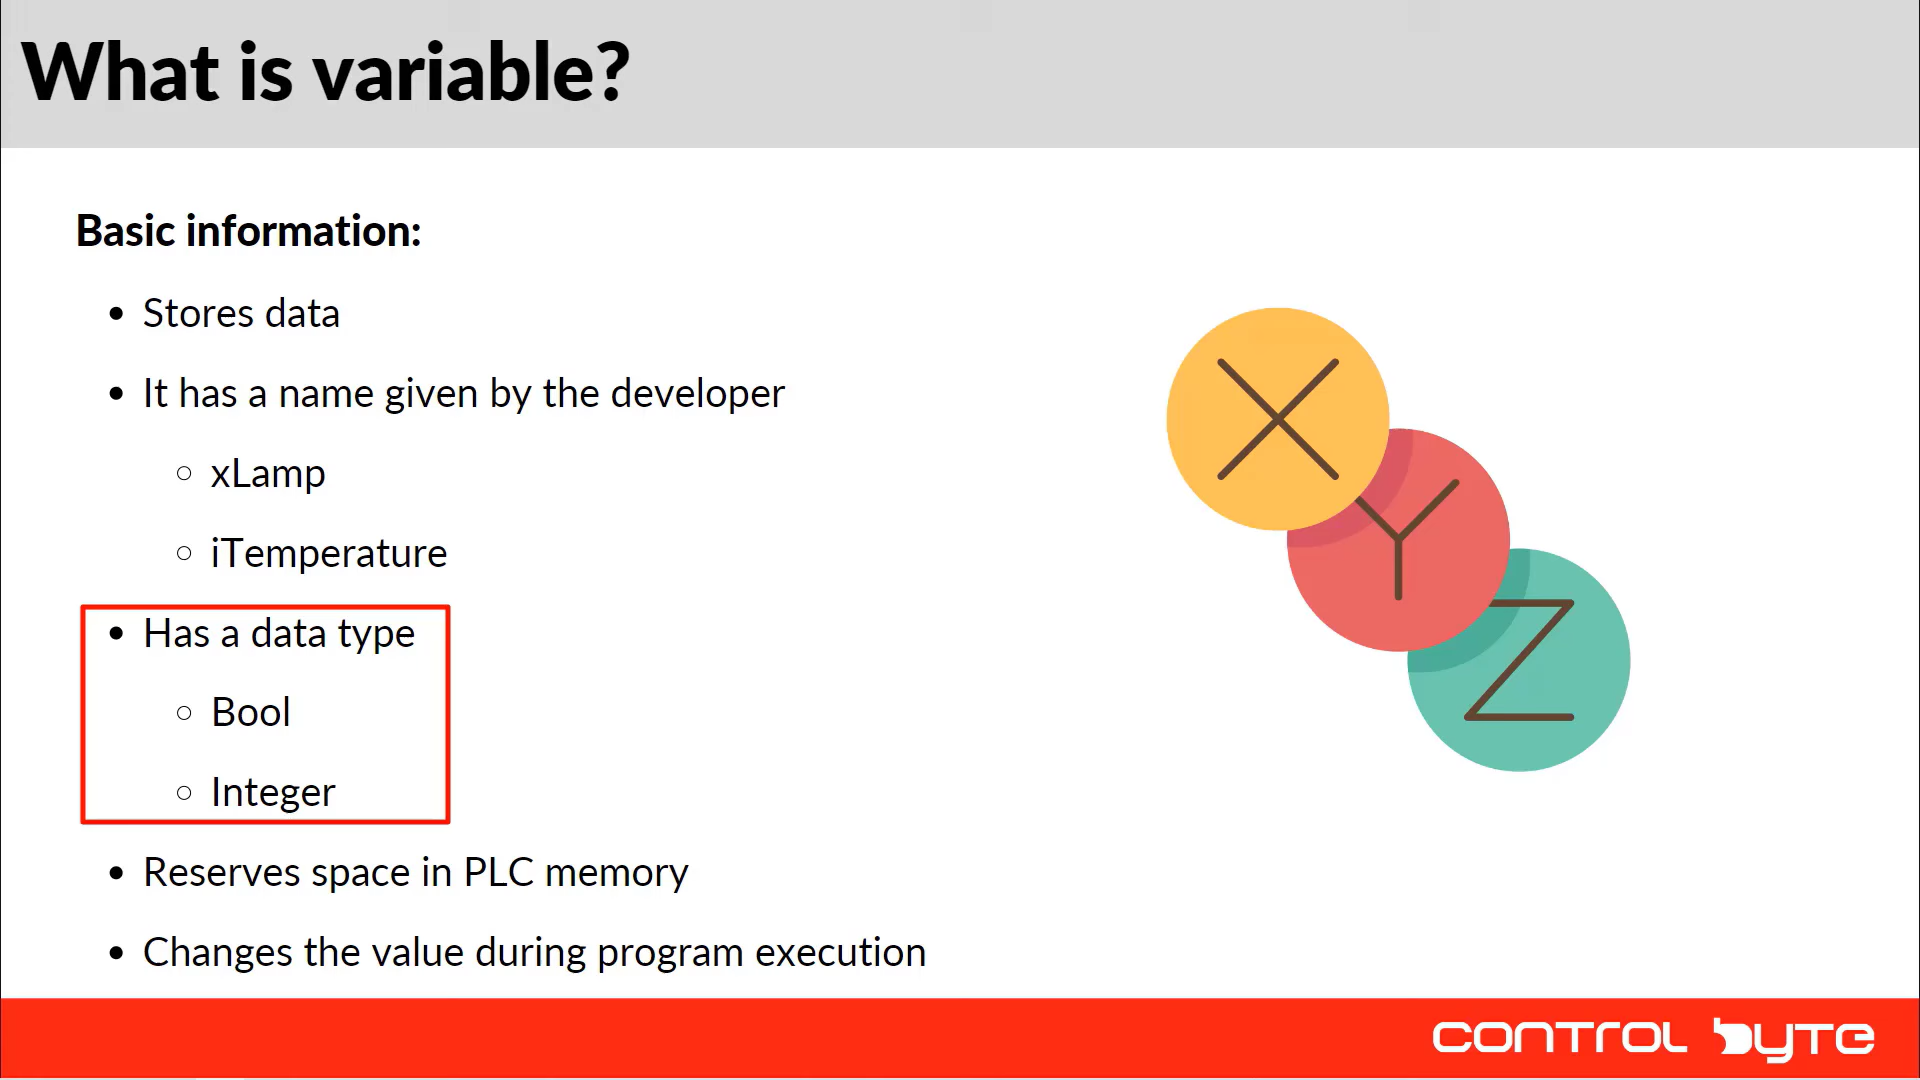 What is variable?
Basic information:
• Stores data
• It has a name given by the developer
○ xLamp
○ iTemperature
• Has a data type
○ Bool
○ Integer
• Reserves space in PLC memory
• Changes the value during program execution
X
Y
Z
CONTROL BYTE